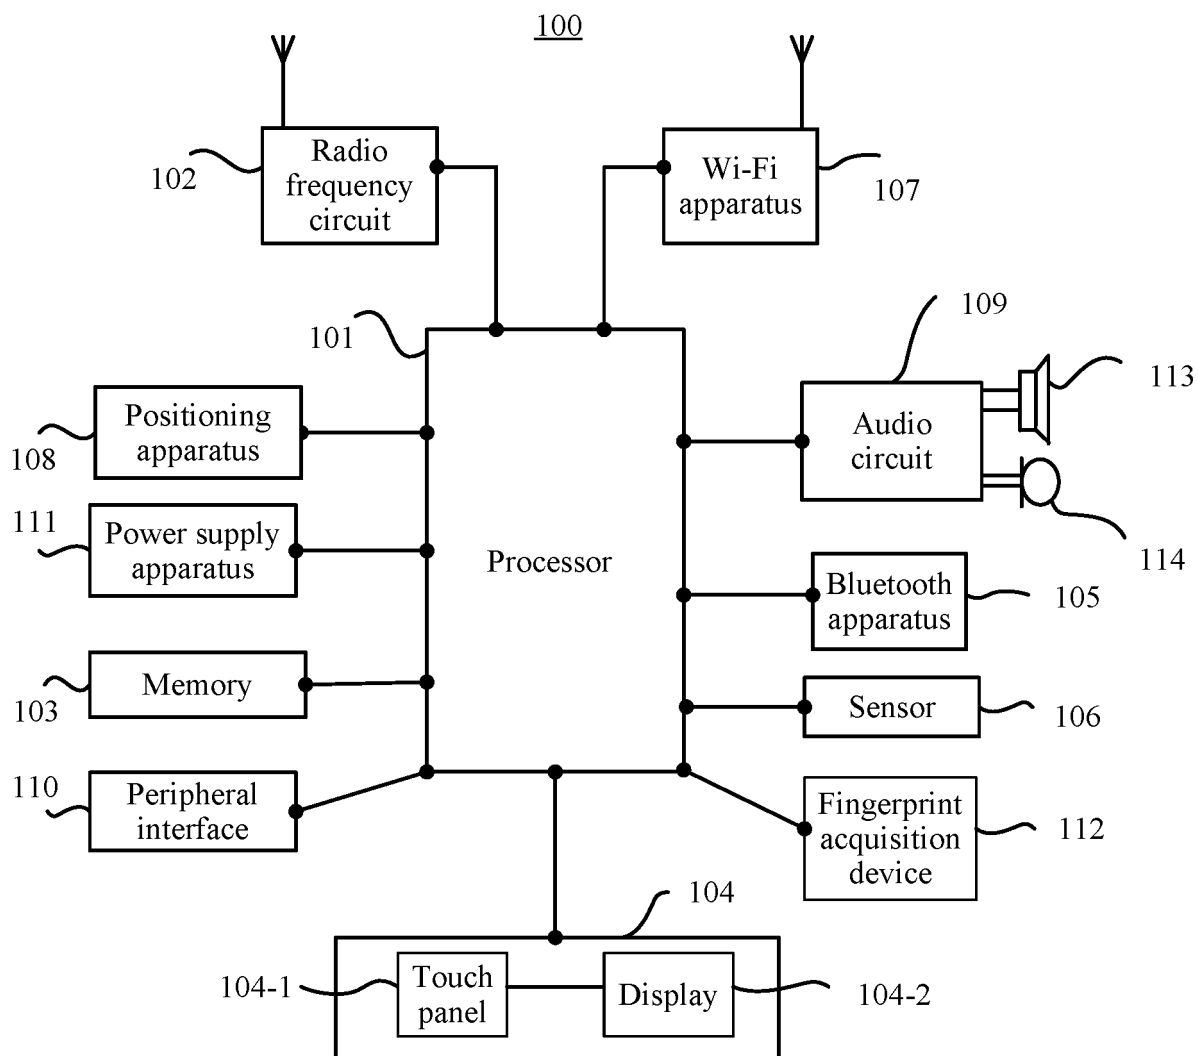 100
Radio
frequency
circuit
102
Wi-Fi
apparatus
107
101
109
113
Positioning
apparatus
108
Audio
circuit
111
Power supply
apparatus
Processor
114
Bluetooth
apparatus
105
Memory
103
Sensor
106
110
Peripheral
interface
Fingerprint
acquisition
device
112
104
104-1
Touch
panel
Display
104-2